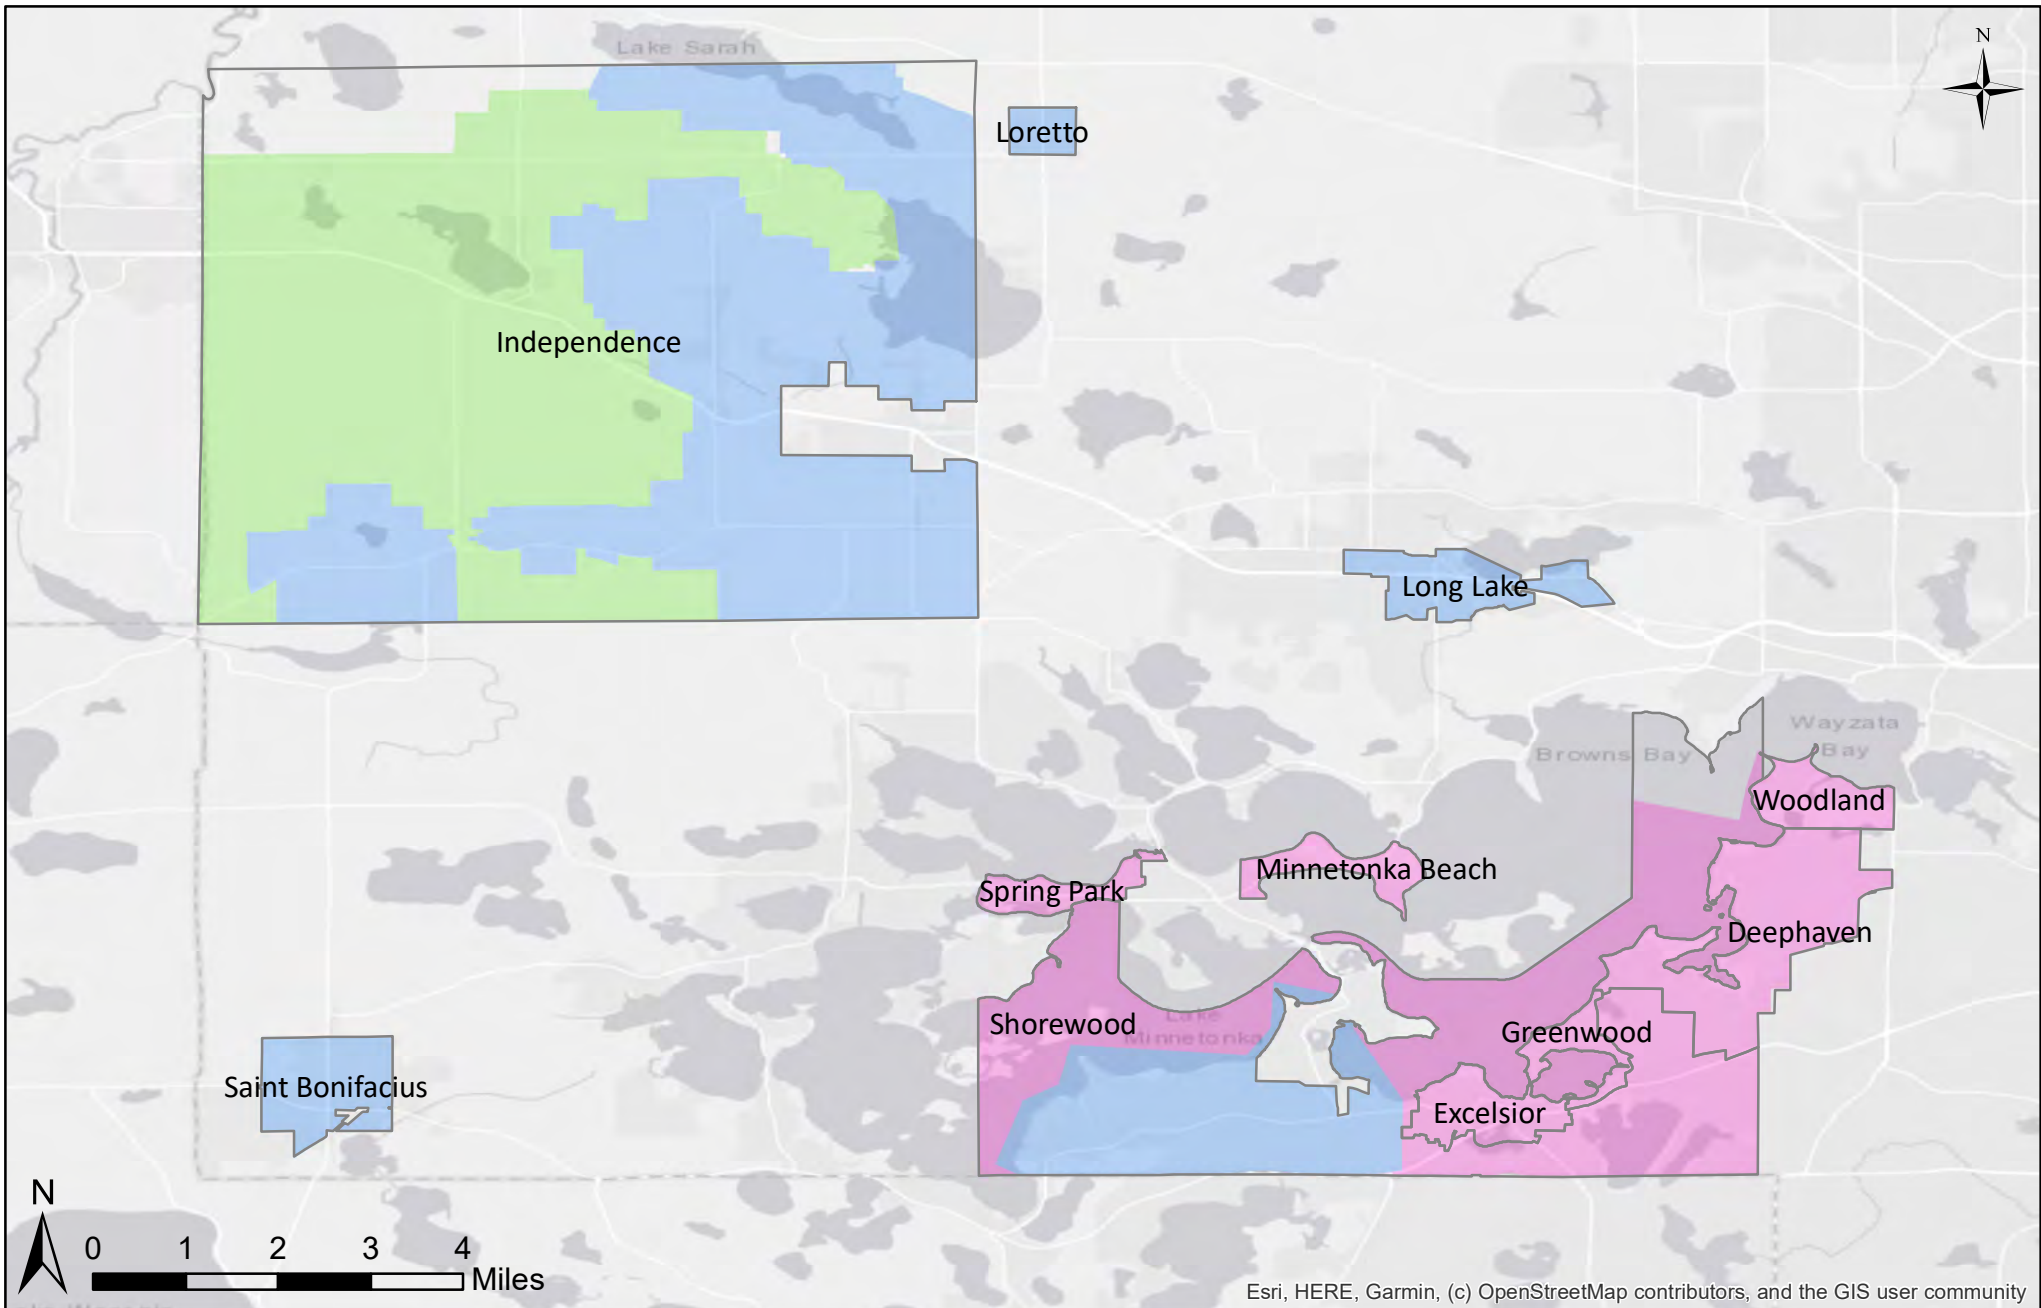 Lake Sarah
N
Loretto
Independence
Long Lake
Wayzata
Bay
Browns Bay
Woodland
Minnetonka Beach
Spring Park
Deephaven
Lake
Minnetonka
Shorewood
Greenwood
Saint Bonifacius
Excelsior
N
0 1 2 3 4
Miles
Esri, HERE, Garmin, (c) OpenStreetMap contributors, and the GIS user community